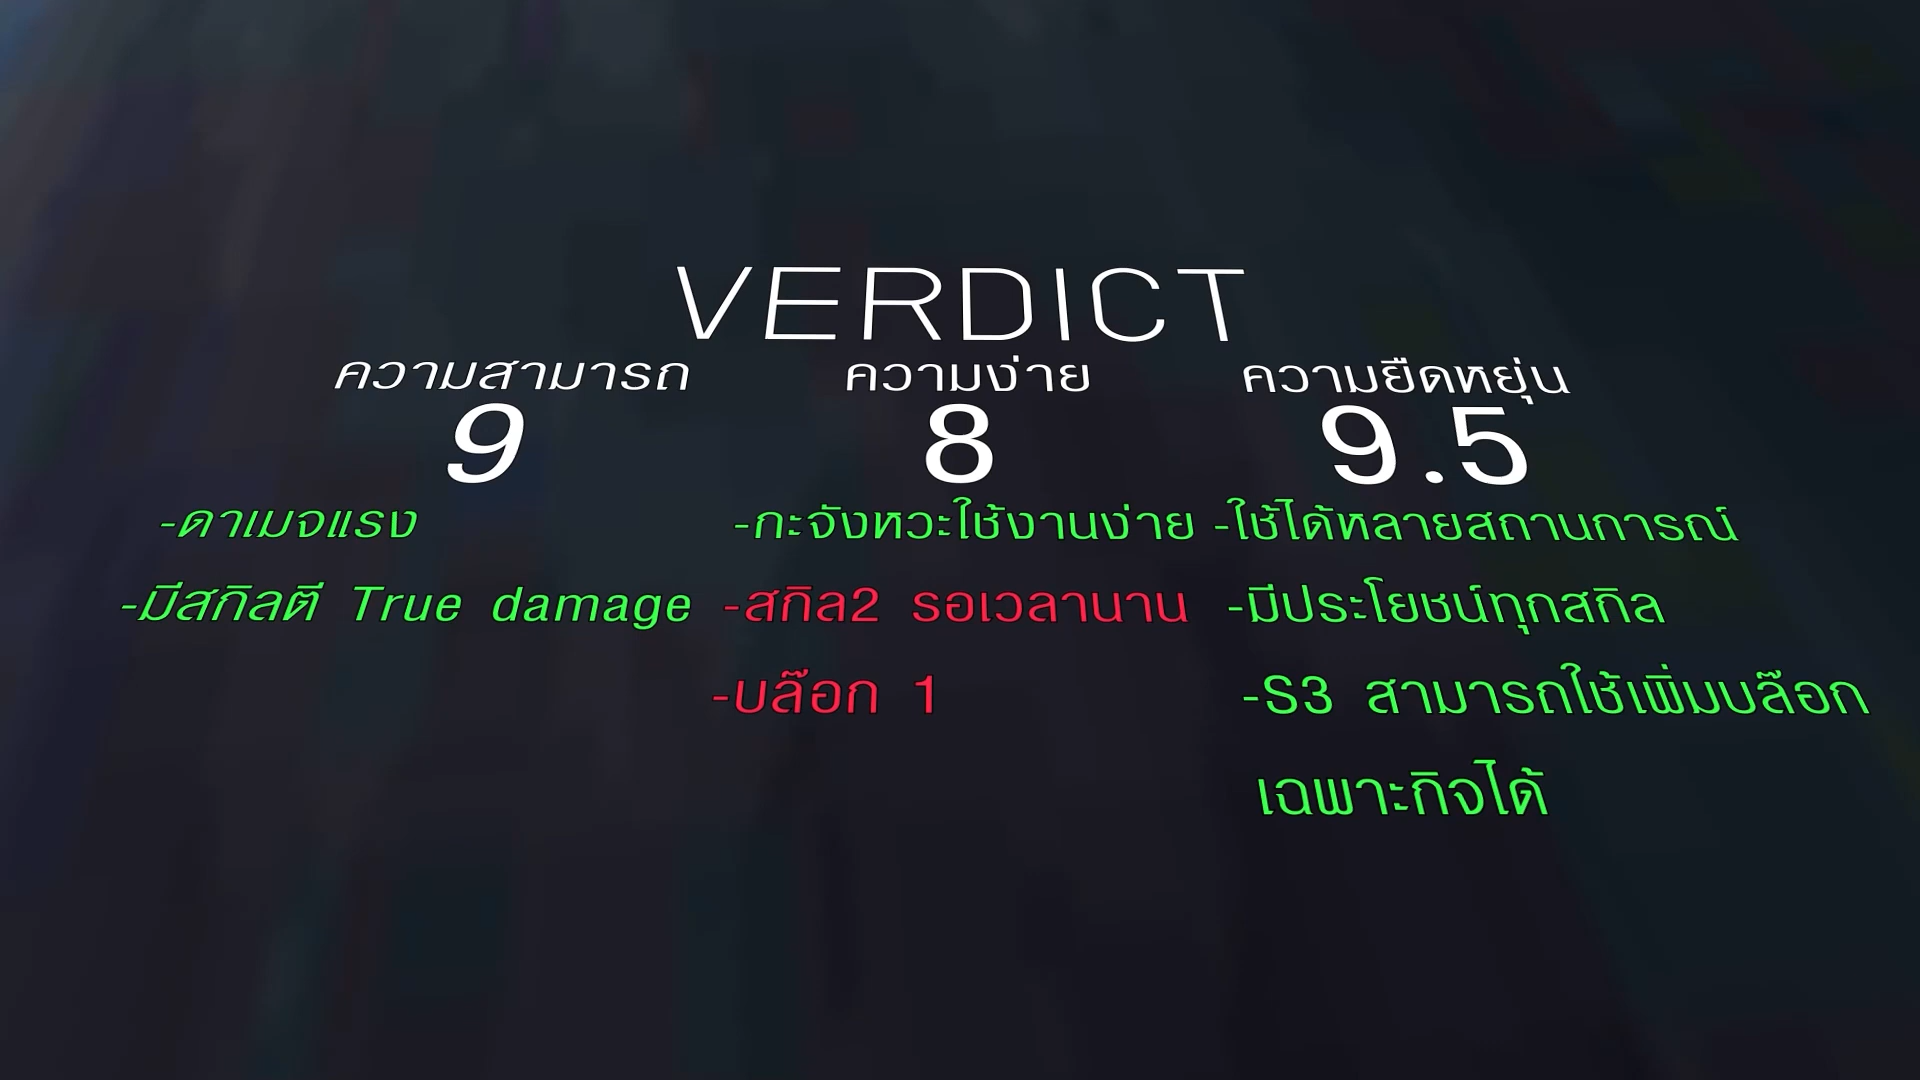 VERDICT
ความสามารถ
9
-ดาเมจแรง
-มีสกิลตี True damage
ความง่าย
8
-กะจังหวะใช้งานง่าย
-สกิล2 รอเวลานาน
-บล๊อก 1
ความยืดหยุ่น
9.5
-ใช้ได้หลายสถานการณ์
-มีประโยชน์ทุกสกิล
-S3 สามารถใช้เพิ่มบล๊อก
เฉพาะกิจได้